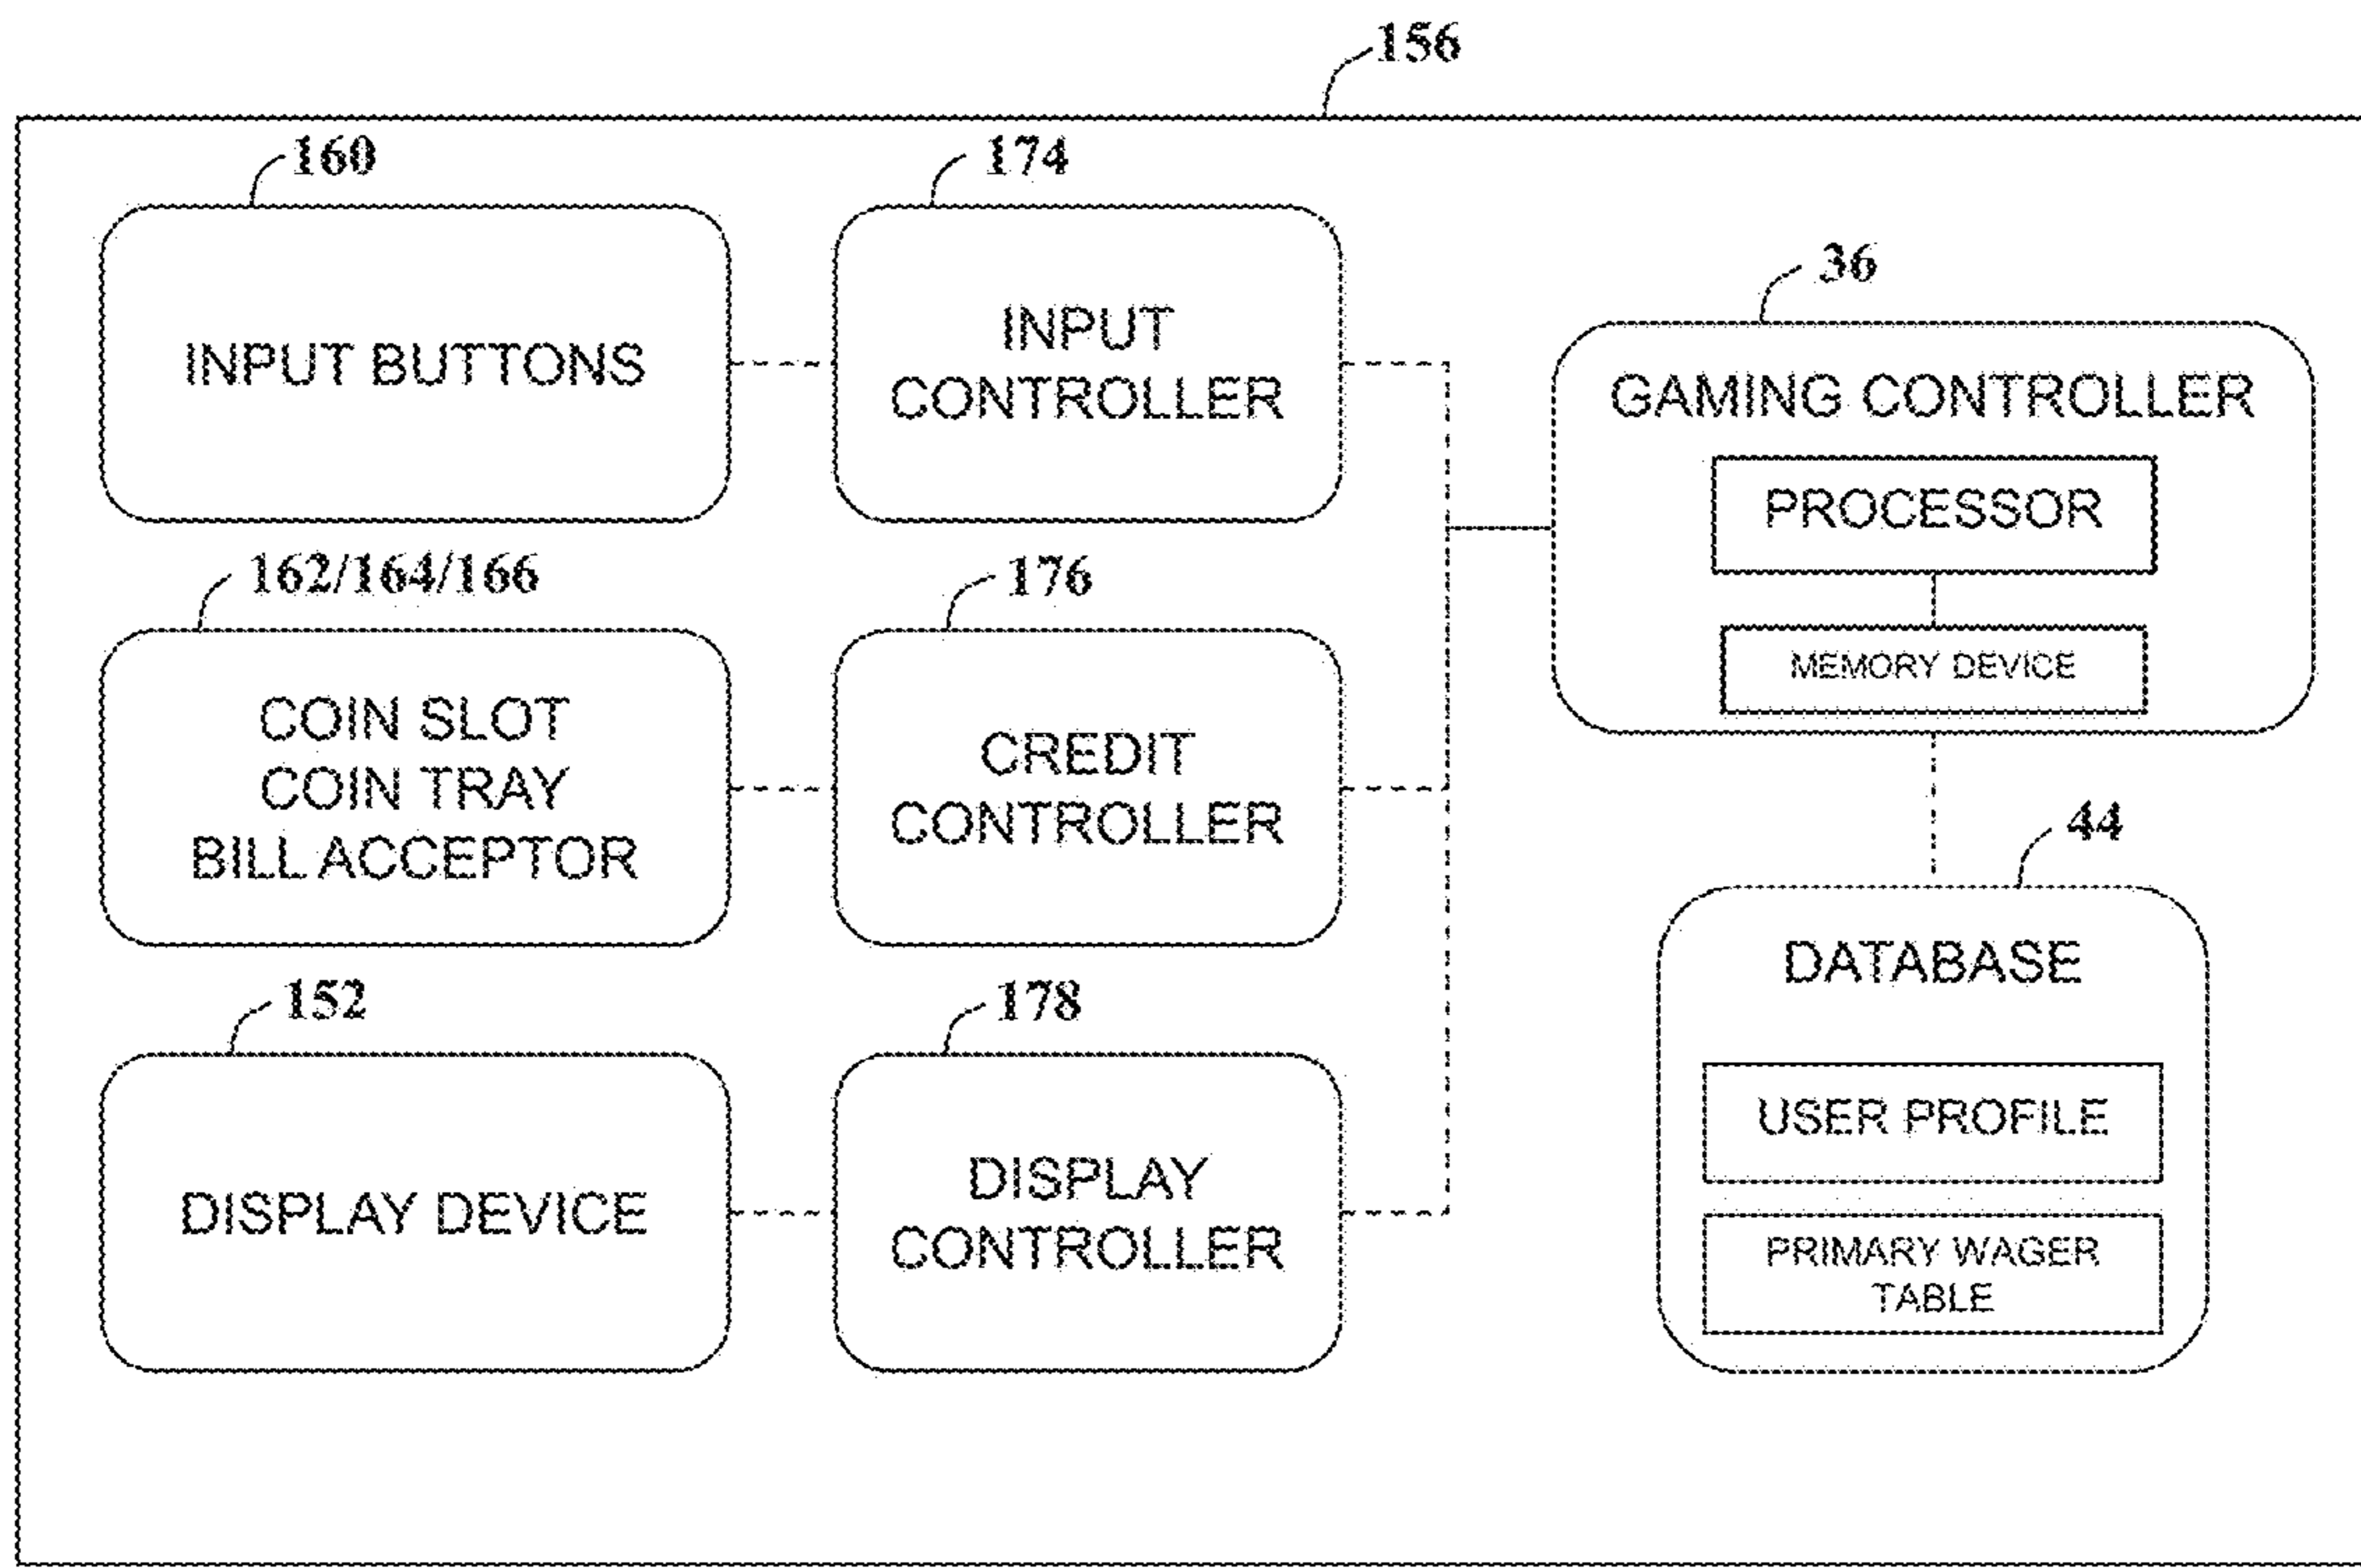 156
160
INPUT BUTTONS
174
INPUT
CONTROLLER
36
GAMING CONTROLLER
PROCESSOR
MEMORY DEVICE
162/164/166
COIN SLOT
COIN TRAY
BILL ACCEPTOR
176
CREDIT
CONTROLLER
44
DATABASE
USER PROFILE
PRIMARY WAGER
TABLE
152
DISPLAY DEVICE
178
DISPLAY
CONTROLLER